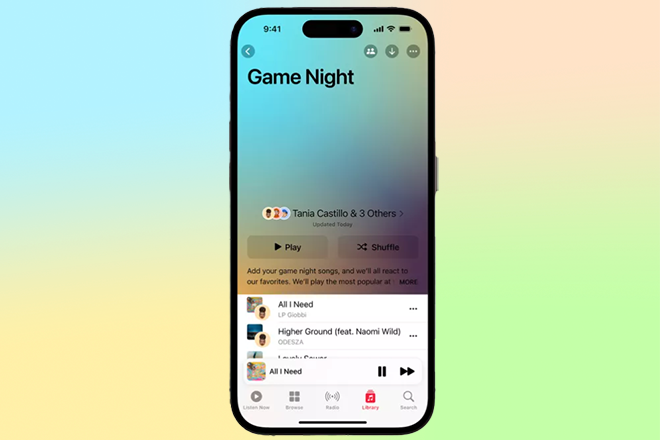 9:41
Game Night
Tania Castillo & 3 Others
Updated Today
Play
Shuffle
Add your game night songs, and we'll all react to
our favorites. We'll play the most popular at
MORE
All I Need
LP Giobbi
Higher Ground (feat. Naomi Wild)
ODESZA
All I Need
Listen Now
Browse
Radio
Library
Search